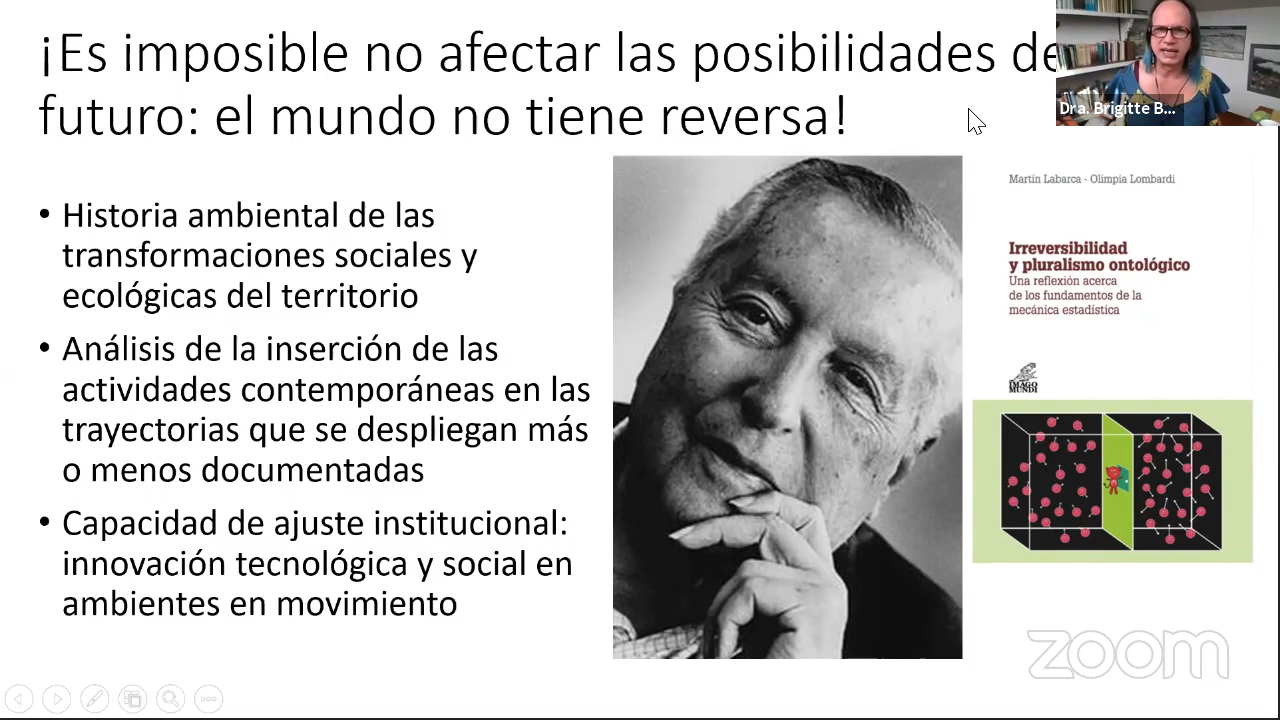 ¡Es imposible no afectar las posibilidades de
futuro: el mundo no tiene reversa!
Dra. Brigitte B...
• Historia ambiental de las
transformaciones sociales y
ecológicas del territorio
• Análisis de la inserción de las
actividades contemporáneas en las
trayectorias que se despliegan más
o menos documentadas
• Capacidad de ajuste institucional:
innovación tecnológica y social en
ambientes en movimiento
Martín Labarca - Olimpia Lombardi
Irreversibilidad
y pluralismo ontológico
Una reflexión acerca
de los fundamentos de la
mecánica estadística
IMAGO
MUNDI
zoom